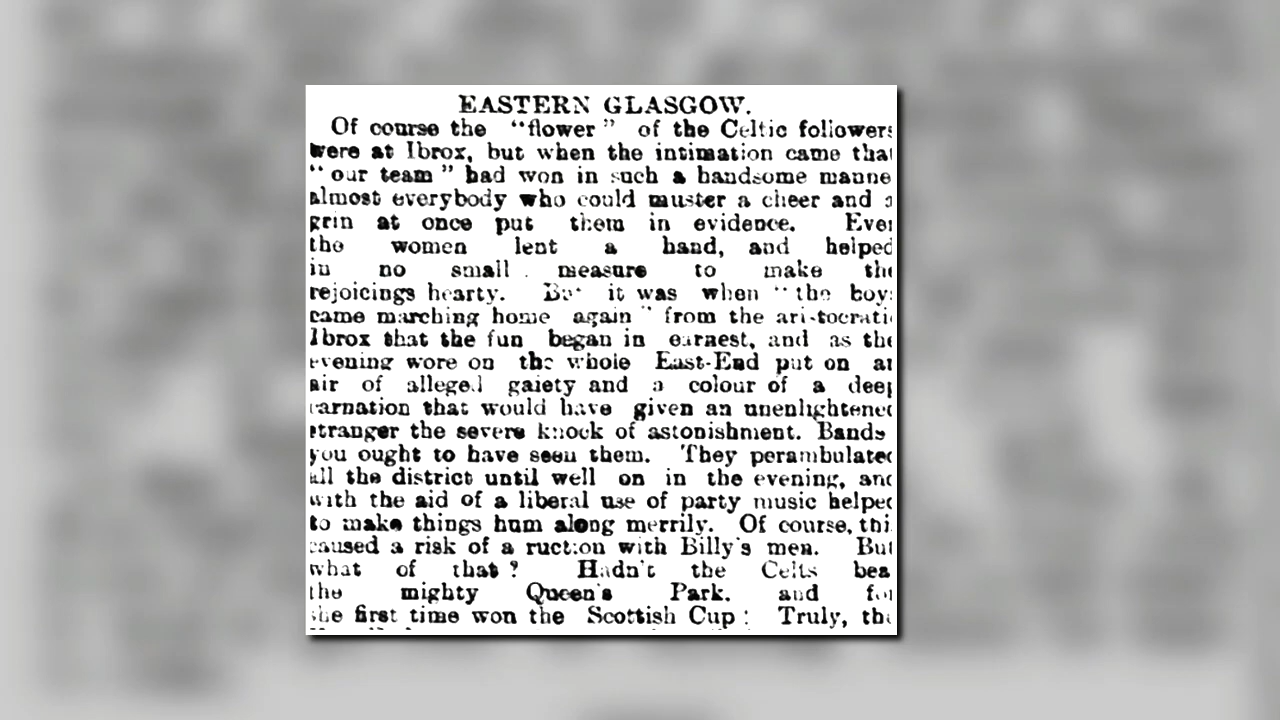 EASTERN GLASGOW.
Of course the "flower" of the Celtic followers
were at Ibrox, but when the intimation came that
"our team" had won in such a handsome manne
almost everybody who could muster a cheer and a
grin at once put them in evidence. Even
the women lent a hand, and helped
in no small measure to make the
rejoicings hearty. But it was when "the boys
came marching home again" from the aristocrati
Ibrox that the fun began in earnest, and as the
evening wore on the whole East-End put on an
air of alleged gaiety and a colour of a deep
carnation that would have given an unenlightened
stranger the severe knock of astonishment. Bands
you ought to have seen them. They perambulated
all the district until well on in the evening, and
with the aid of a liberal use of party music helped
to make things hum along merrily. Of course, thi
caused a risk of a ruction with Billy's men. But
what of that? Hadn't the Celts bea
the mighty Queen's Park, and for
the first time won the Scottish Cup! Truly, the